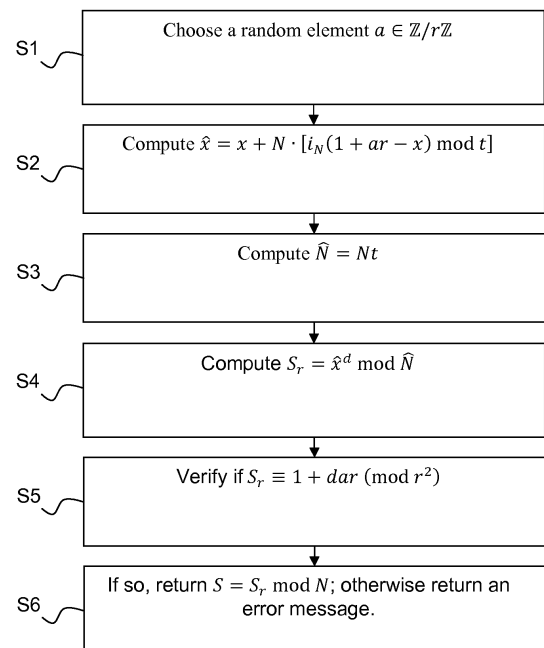 S1
Choose a random element a ∈ ℤ/rℤ
S2
Compute x̂ = x + N · [i_N(1 + ar − x) mod t]
S3
Compute N̂ = Nt
S4
Compute S_r = x̂^d mod N̂
S5
Verify if S_r ≡ 1 + dar (mod r²)
S6
If so, return S = S_r mod N; otherwise return an
error message.